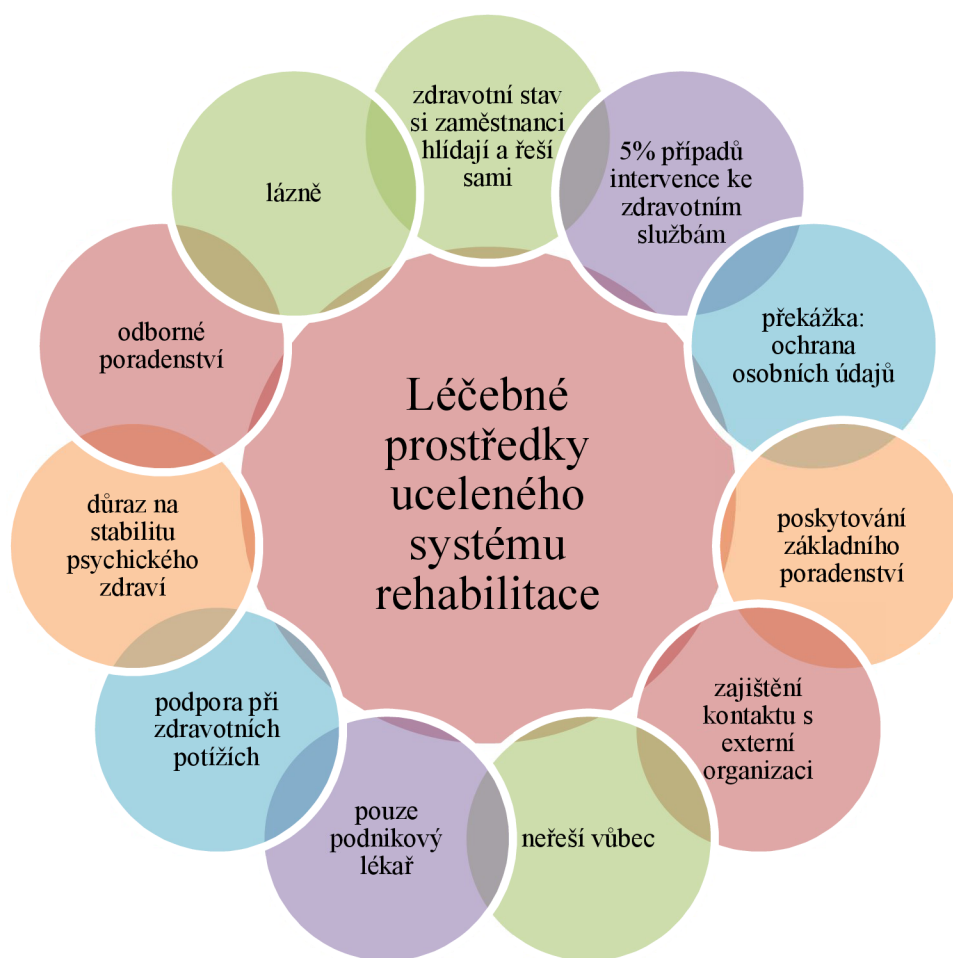 zdravotní stav
si zaměstnanci
hlídají a řeší
sami
5% případů
intervence ke
zdravotním
službám
překážka:
ochrana
osobních údajů
poskytování
základního
poradenství
zajištění
kontaktu s
externí
organizaci
neřeší vůbec
pouze
podnikový
lékař
podpora při
zdravotních
potížích
důraz na
stabilitu
psychického
zdraví
odborné
poradenství
lázně
Léčebné
prostředky
uceleného
systému
rehabilitace